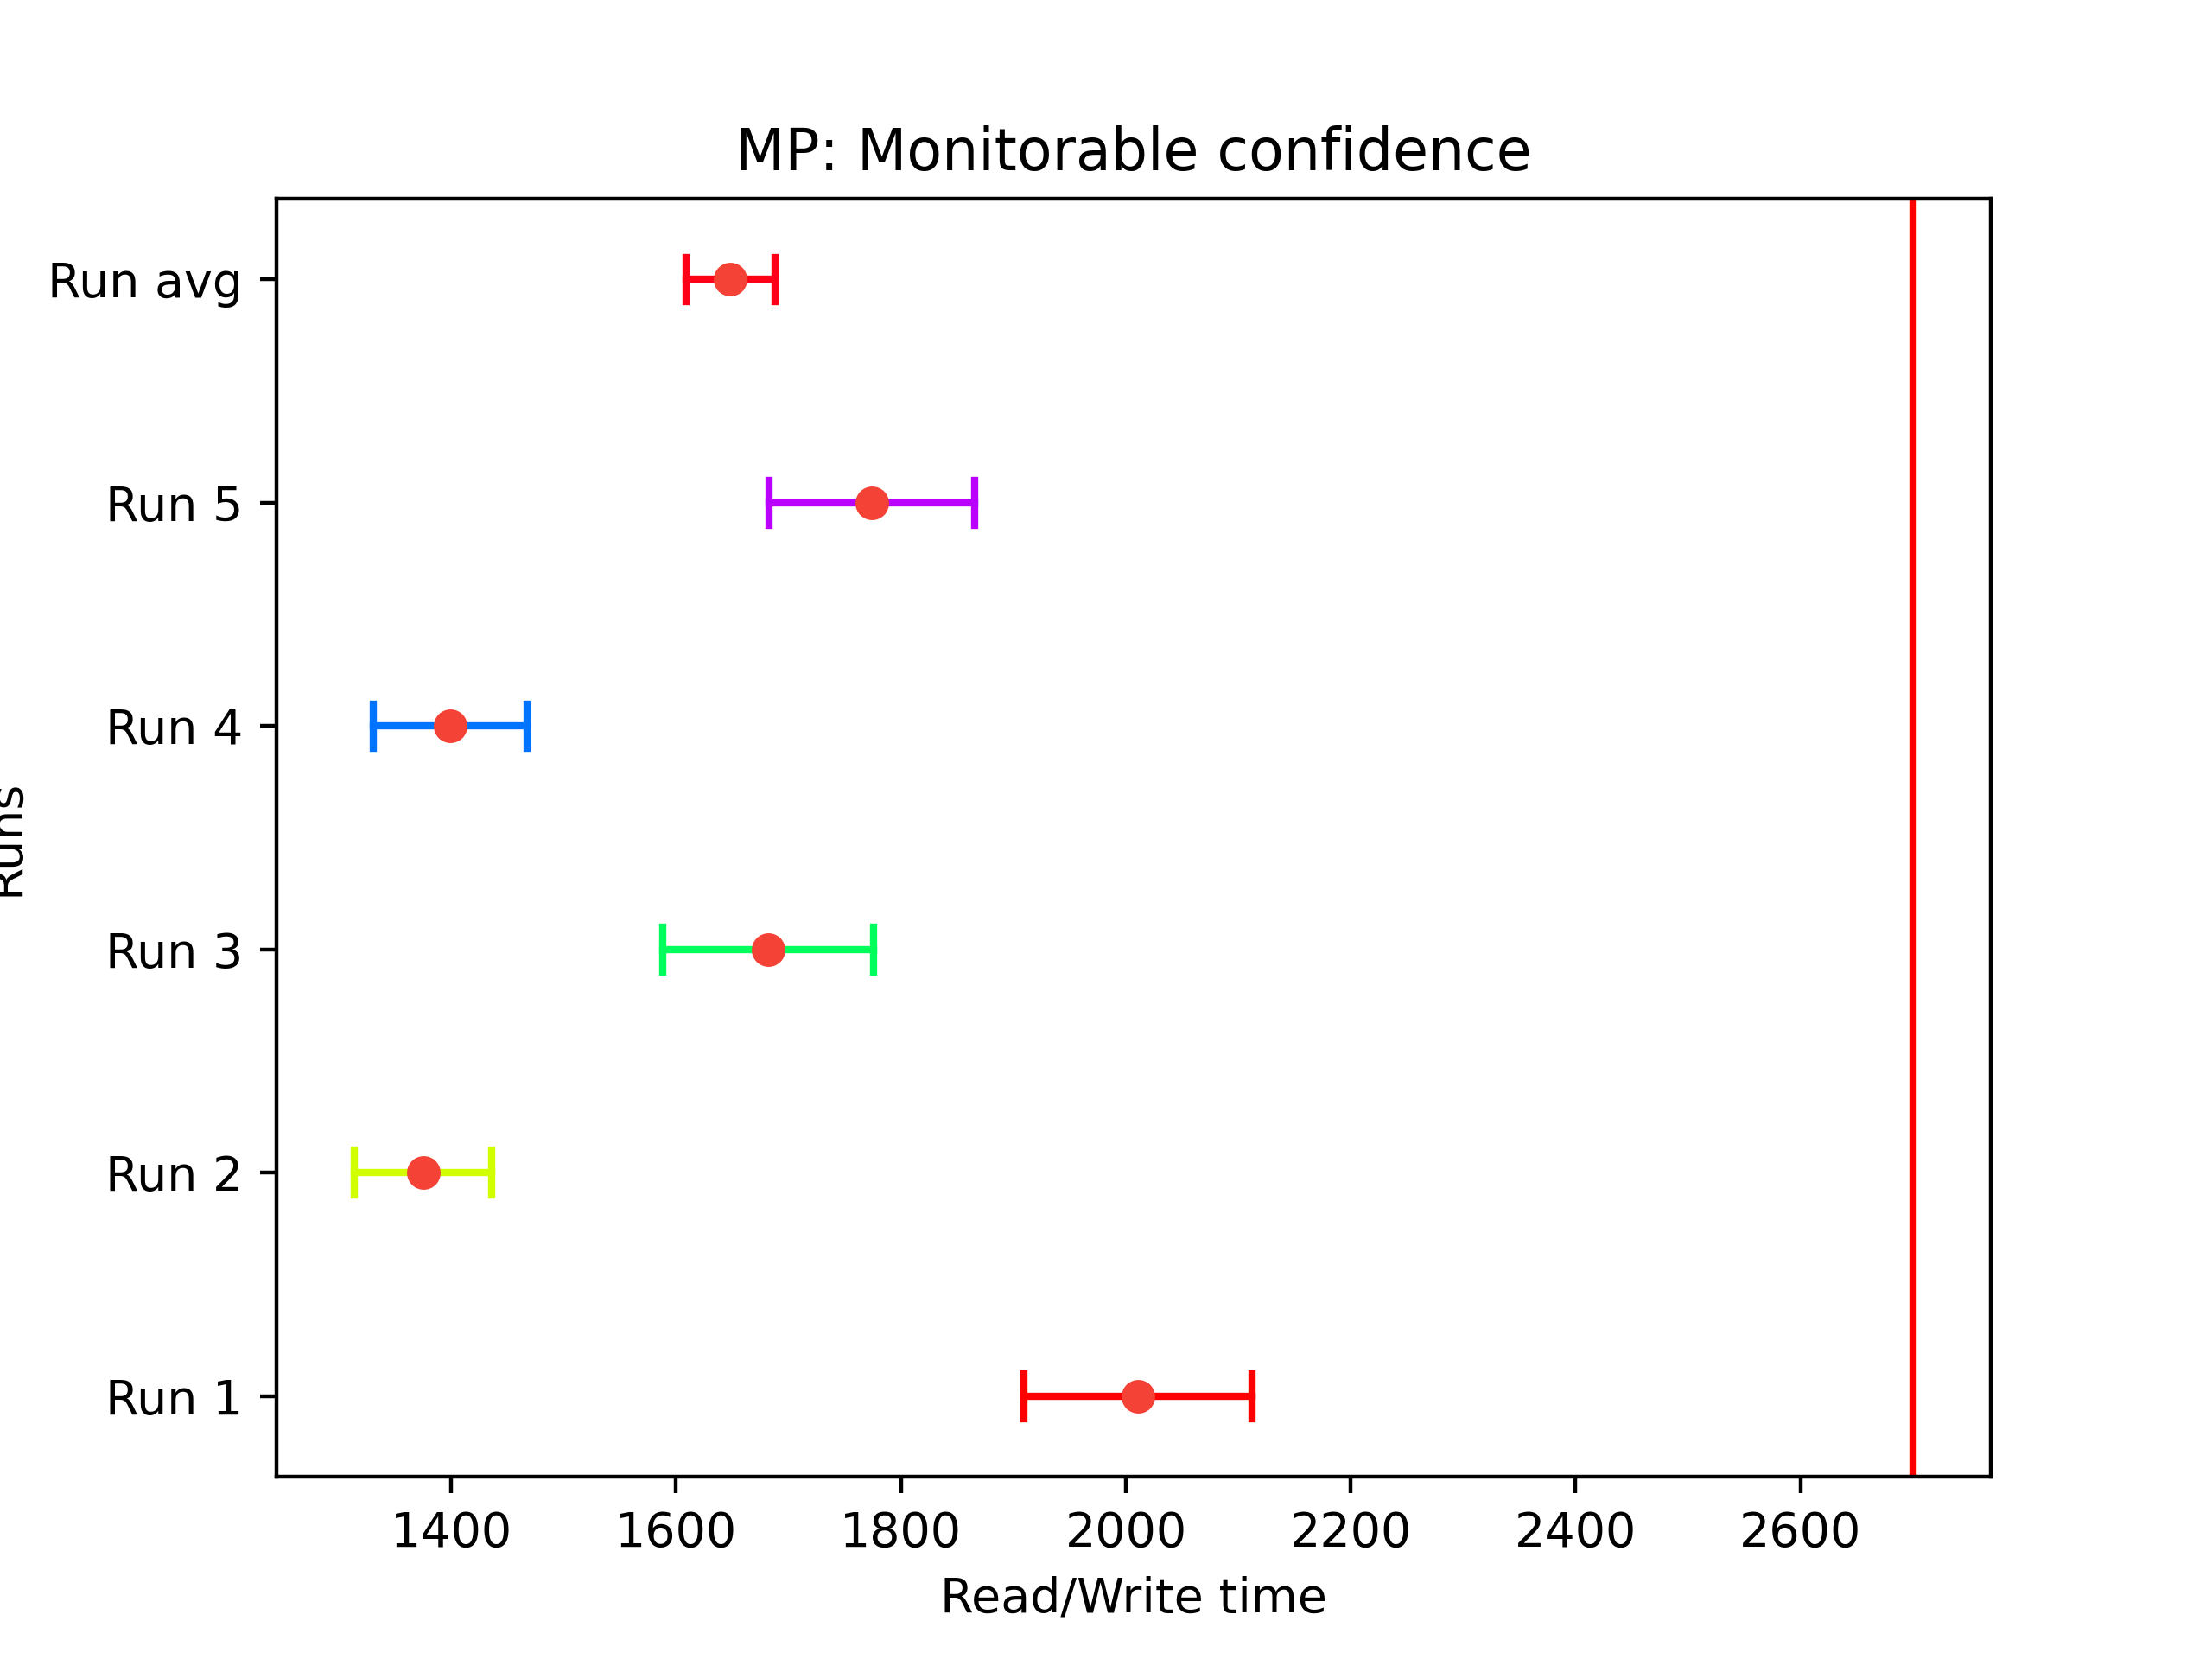 MP: Monitorable confidence
Run avg
Run 5
Run 4
Run 3
Run 2
Run 1
Runs
1400 1600 1800 2000 2200 2400 2600
Read/Write time